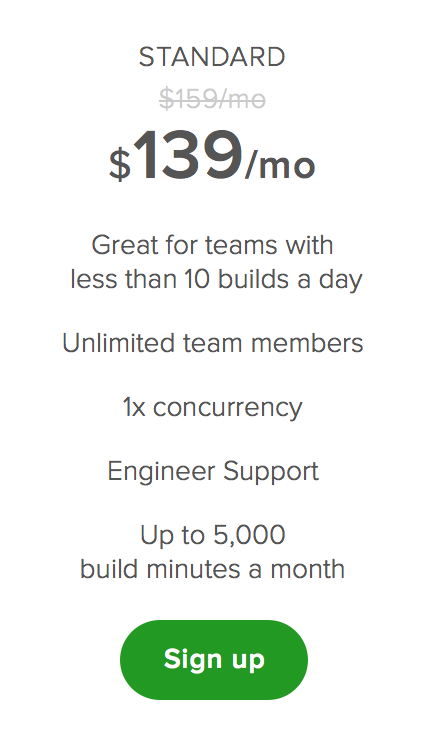 STANDARD
$159/mo
$139/mo
Great for teams with
less than 10 builds a day
Unlimited team members
1x concurrency
Engineer Support
Up to 5,000
build minutes a month
Sign up